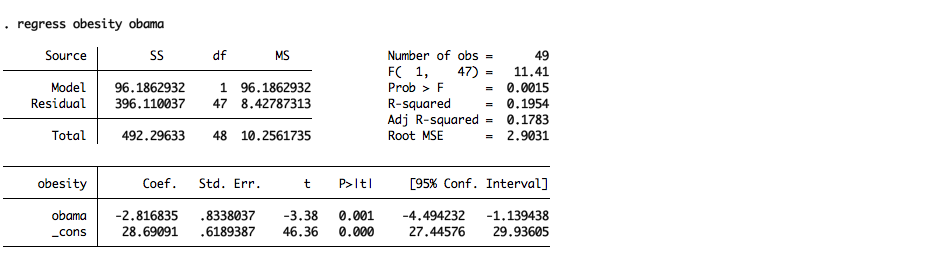 . regress obesity obama
Source | SS df MS Number of obs = 49
F( 1, 47) = 11.41
Model | 96.1862932 1 96.1862932 Prob > F = 0.0015
Residual | 396.110037 47 8.42787313 R-squared = 0.1954
Adj R-squared = 0.1783
Total | 492.29633 48 10.2561735 Root MSE = 2.9031
obesity | Coef. Std. Err. t P>|t| [95% Conf. Interval]
obama | -2.816835 .8338037 -3.38 0.001 -4.494232 -1.139438
_cons | 28.69091 .6189387 46.36 0.000 27.44576 29.93605